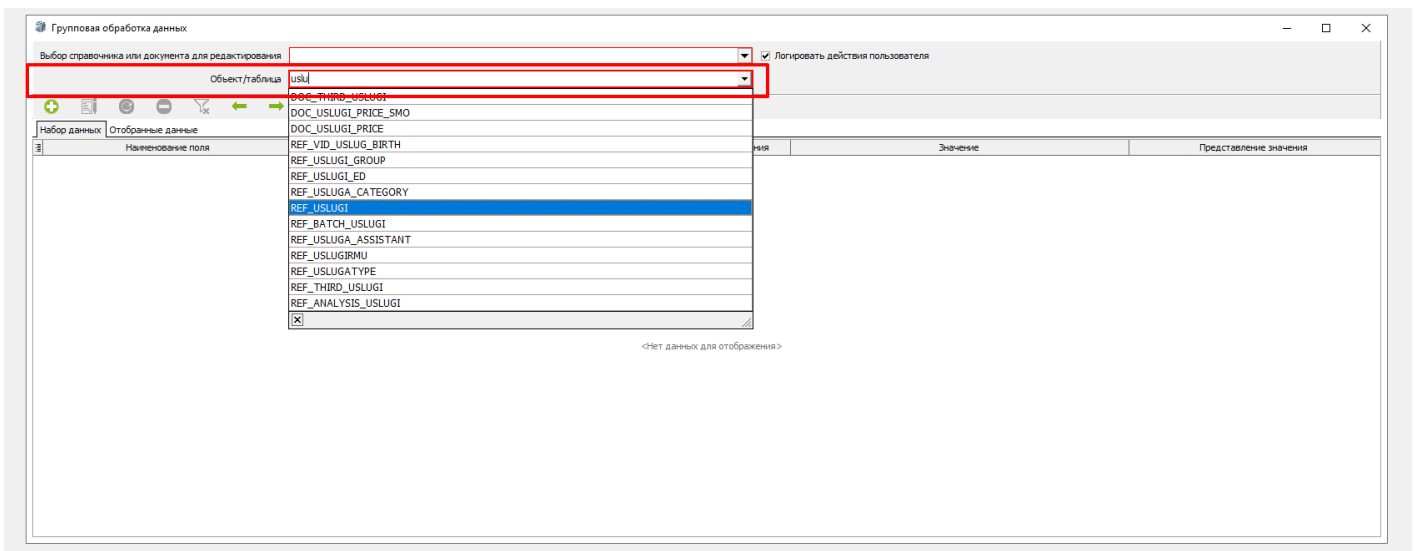 Групповая обработка данных
Выбор справочника или документа для редактирования
Логировать действия пользователя
Объект/таблица uslu
DOC_THIRD_USLUGI
DOC_USLUGI_PRICE_SMO
DOC_USLUGI_PRICE
REF_VID_USLUG_BIRTH
REF_USLUGI_GROUP
REF_USLUGI_ED
REF_USLUGA_CATEGORY
REF_USLUGI
REF_BATCH_USLUGI
REF_USLUGA_ASSISTANT
REF_USLUGIRMU
REF_USLUGATYPE
REF_THIRD_USLUGI
REF_ANALYSIS_USLUGI
Набор данных Отобранные данные
Наименование поля ния Значение Представление значения
<Нет данных для отображения>